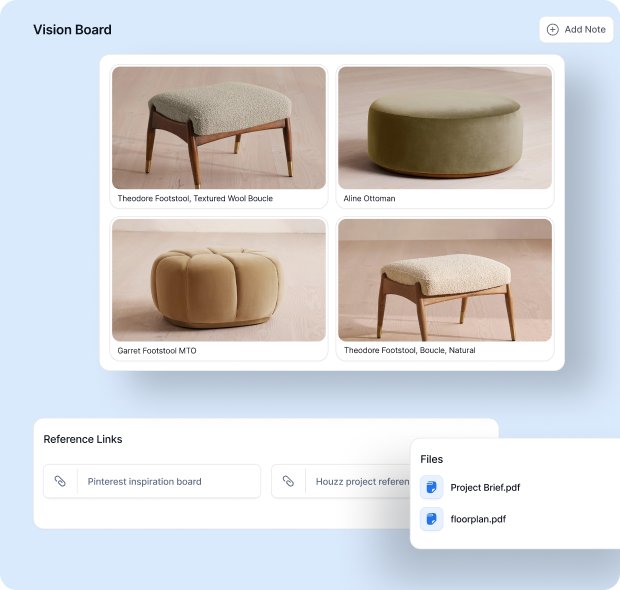 Vision Board
Add Note
Theodore Footstool, Textured Wool Boucle
Aline Ottoman
Garret Footstool MTO
Theodore Footstool, Boucle, Natural
Reference Links
Pinterest inspiration board
Houzz project referen
Files
Project Brief.pdf
floorplan.pdf